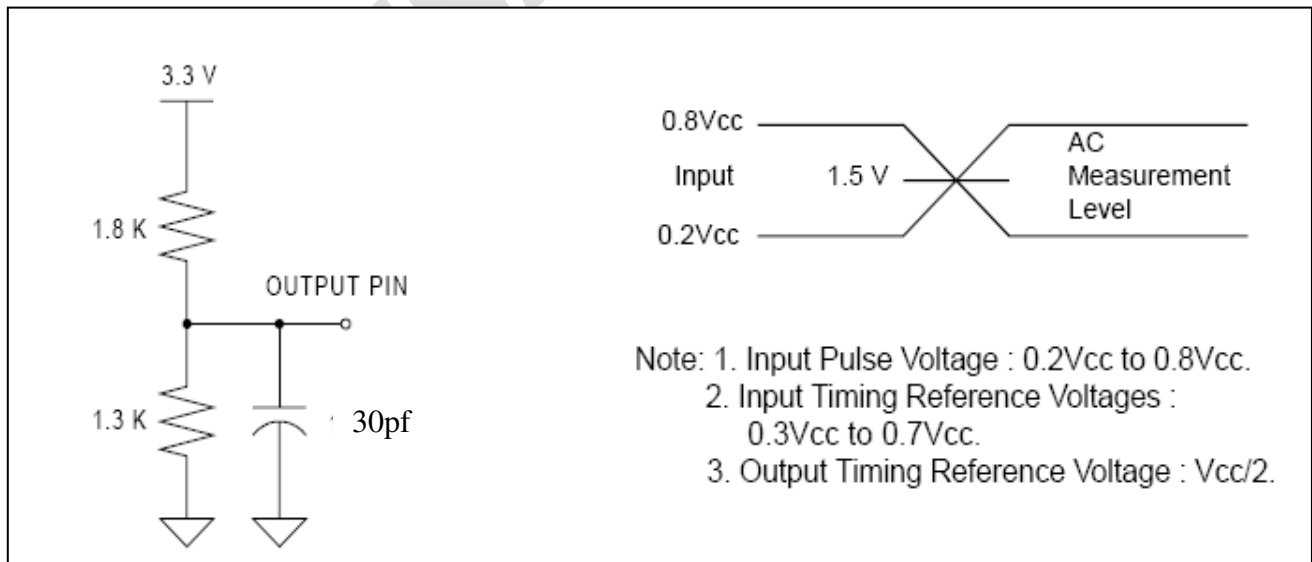 3.3 V
1.8 K
OUTPUT PIN
1.3 K
30pf
0.8Vcc
Input
1.5 V
0.2Vcc
AC
Measurement
Level
Note: 1. Input Pulse Voltage : 0.2Vcc to 0.8Vcc.
2. Input Timing Reference Voltages :
0.3Vcc to 0.7Vcc.
3. Output Timing Reference Voltage : Vcc/2.